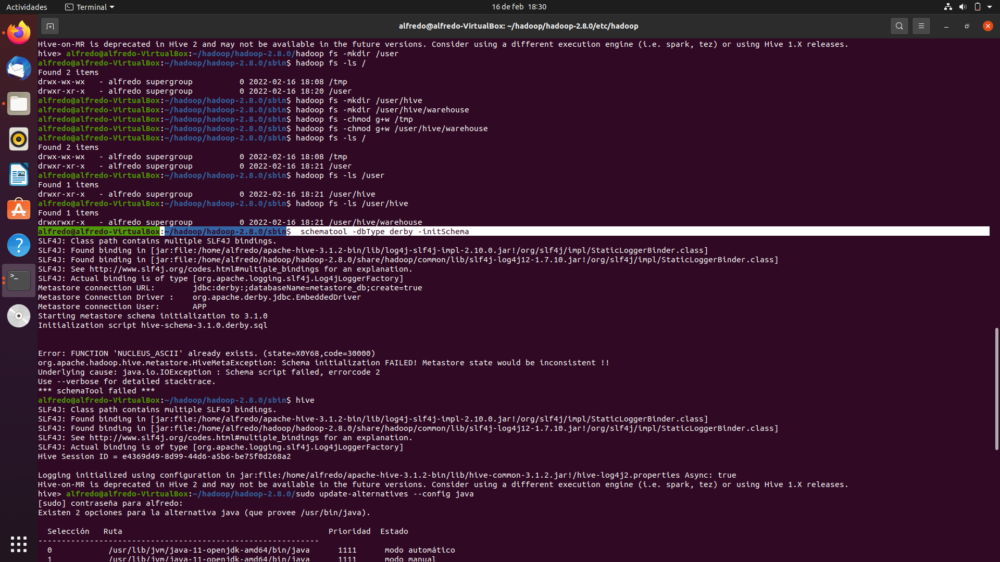 Actividades
Terminal
16 de feb 18:30
alfredo@alfredo-VirtualBox: ~/hadoop/hadoop-2.8.0/etc/hadoop
Hive-on-MR is deprecated in Hive 2 and may not be available in the future versions. Consider using a different execution engine (i.e. spark, tez) or using Hive 1.X releases.
hive> alfredo@alfredo-VirtualBox:~/hadoop/hadoop-2.8.0/hadoop fs -mkdir /user
alfredo@alfredo-VirtualBox:~/hadoop/hadoop-2.8.0/sbin$ hadoop fs -ls /
Found 2 items
drwx-wx-wx   - alfredo supergroup          0 2022-02-16 18:08 /tmp
drwxr-xr-x   - alfredo supergroup          0 2022-02-16 18:20 /user
alfredo@alfredo-VirtualBox:~/hadoop/hadoop-2.8.0/sbin$ hadoop fs -mkdir /user/hive
alfredo@alfredo-VirtualBox:~/hadoop/hadoop-2.8.0/sbin$ hadoop fs -mkdir /user/hive/warehouse
alfredo@alfredo-VirtualBox:~/hadoop/hadoop-2.8.0/sbin$ hadoop fs -chmod g+w /tmp
alfredo@alfredo-VirtualBox:~/hadoop/hadoop-2.8.0/sbin$ hadoop fs -chmod g+w /user/hive/warehouse
alfredo@alfredo-VirtualBox:~/hadoop/hadoop-2.8.0/sbin$ hadoop fs -ls /
Found 2 items
drwx-wx-wx   - alfredo supergroup          0 2022-02-16 18:08 /tmp
drwxr-xr-x   - alfredo supergroup          0 2022-02-16 18:21 /user
alfredo@alfredo-VirtualBox:~/hadoop/hadoop-2.8.0/sbin$ hadoop fs -ls /user
Found 1 items
drwxr-xr-x   - alfredo supergroup          0 2022-02-16 18:21 /user/hive
alfredo@alfredo-VirtualBox:~/hadoop/hadoop-2.8.0/sbin$ hadoop fs -ls /user/hive
Found 1 items
drwxrwxr-x   - alfredo supergroup          0 2022-02-16 18:21 /user/hive/warehouse
alfredo@alfredo-VirtualBox:~/hadoop/hadoop-2.8.0/sbin$  schematool -dbType derby -initSchema
SLF4J: Class path contains multiple SLF4J bindings.
SLF4J: Found binding in [jar:file:/home/alfredo/apache-hive-3.1.2-bin/lib/log4j-slf4j-impl-2.10.0.jar!/org/slf4j/impl/StaticLoggerBinder.class]
SLF4J: Found binding in [jar:file:/home/alfredo/hadoop/hadoop-2.8.0/share/hadoop/common/lib/slf4j-log4j12-1.7.10.jar!/org/slf4j/impl/StaticLoggerBinder.class]
SLF4J: See http://www.slf4j.org/codes.html#multiple_bindings for an explanation.
SLF4J: Actual binding is of type [org.apache.logging.slf4j.Log4jLoggerFactory]
Metastore connection URL:        jdbc:derby:;databaseName=metastore_db;create=true
Metastore Connection Driver :    org.apache.derby.jdbc.EmbeddedDriver
Metastore connection User:       APP
Starting metastore schema initialization to 3.1.0
Initialization script hive-schema-3.1.0.derby.sql
Error: FUNCTION 'NUCLEUS_ASCII' already exists. (state=X0Y68,code=30000)
org.apache.hadoop.hive.metastore.HiveMetaException: Schema initialization FAILED! Metastore state would be inconsistent !!
Underlying cause: java.io.IOException : Schema script failed, errorcode 2
Use --verbose for detailed stacktrace.
*** schemaTool failed ***
alfredo@alfredo-VirtualBox:~/hadoop/hadoop-2.8.0/sbin$ hive
SLF4J: Class path contains multiple SLF4J bindings.
SLF4J: Found binding in [jar:file:/home/alfredo/apache-hive-3.1.2-bin/lib/log4j-slf4j-impl-2.10.0.jar!/org/slf4j/impl/StaticLoggerBinder.class]
SLF4J: Found binding in [jar:file:/home/alfredo/hadoop/hadoop-2.8.0/share/hadoop/common/lib/slf4j-log4j12-1.7.10.jar!/org/slf4j/impl/StaticLoggerBinder.class]
SLF4J: See http://www.slf4j.org/codes.html#multiple_bindings for an explanation.
SLF4J: Actual binding is of type [org.apache.logging.slf4j.Log4jLoggerFactory]
Hive Session ID = e4369d49-8d99-44d6-a5b6-be75f0d268a2
Logging initialized using configuration in jar:file:/home/alfredo/apache-hive-3.1.2-bin/lib/hive-common-3.1.2.jar!/hive-log4j2.properties Async: true
Hive-on-MR is deprecated in Hive 2 and may not be available in the future versions. Consider using a different execution engine (i.e. spark, tez) or using Hive 1.X releases.
hive> alfredo@alfredo-VirtualBox:~/hadoop/hadoop-2.8.0/sudo update-alternatives --config java
[sudo] contraseña para alfredo:
Existen 2 opciones para la alternativa java (que provee /usr/bin/java).
  Selección   Ruta                                            Prioridad  Estado
------------------------------------------------------------
  0            /usr/lib/jvm/java-11-openjdk-amd64/bin/java      1111      modo automático
  1            /usr/lib/jvm/java-11-openjdk-amd64/bin/java      1111      modo manual